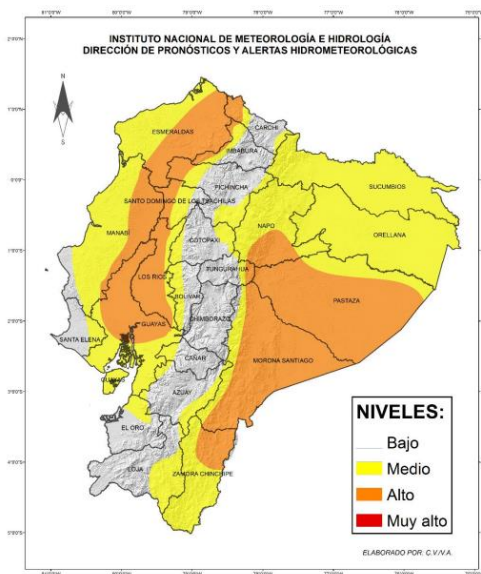 INSTITUTO NACIONAL DE METEOROLOGÍA E HIDROLOGÍA
DIRECCIÓN DE PRONÓSTICOS Y ALERTAS HIDROMETEOROLÓGICAS
N
S
ESMERALDAS
CARCHI
IMBABURA
PICHINCHA
SUCUMBIOS
SANTO DOMINGO DE LOS TSACHILAS
NAPO
ORELLANA
MANABI
COTOPAXI
TUNGURAHUA
LOS RIOS
PASTAZA
BOLIVAR
GUAYAS
CHIMBORAZO
SANTA ELENA
MORONA SANTIAGO
CAÑAR
GUAYAS
AZUAY
EL ORO
LOJA
ZAMORA CHINCHIPE
NIVELES:
Bajo
Medio
Alto
Muy alto
ELABORADO POR: C.V./V.A.